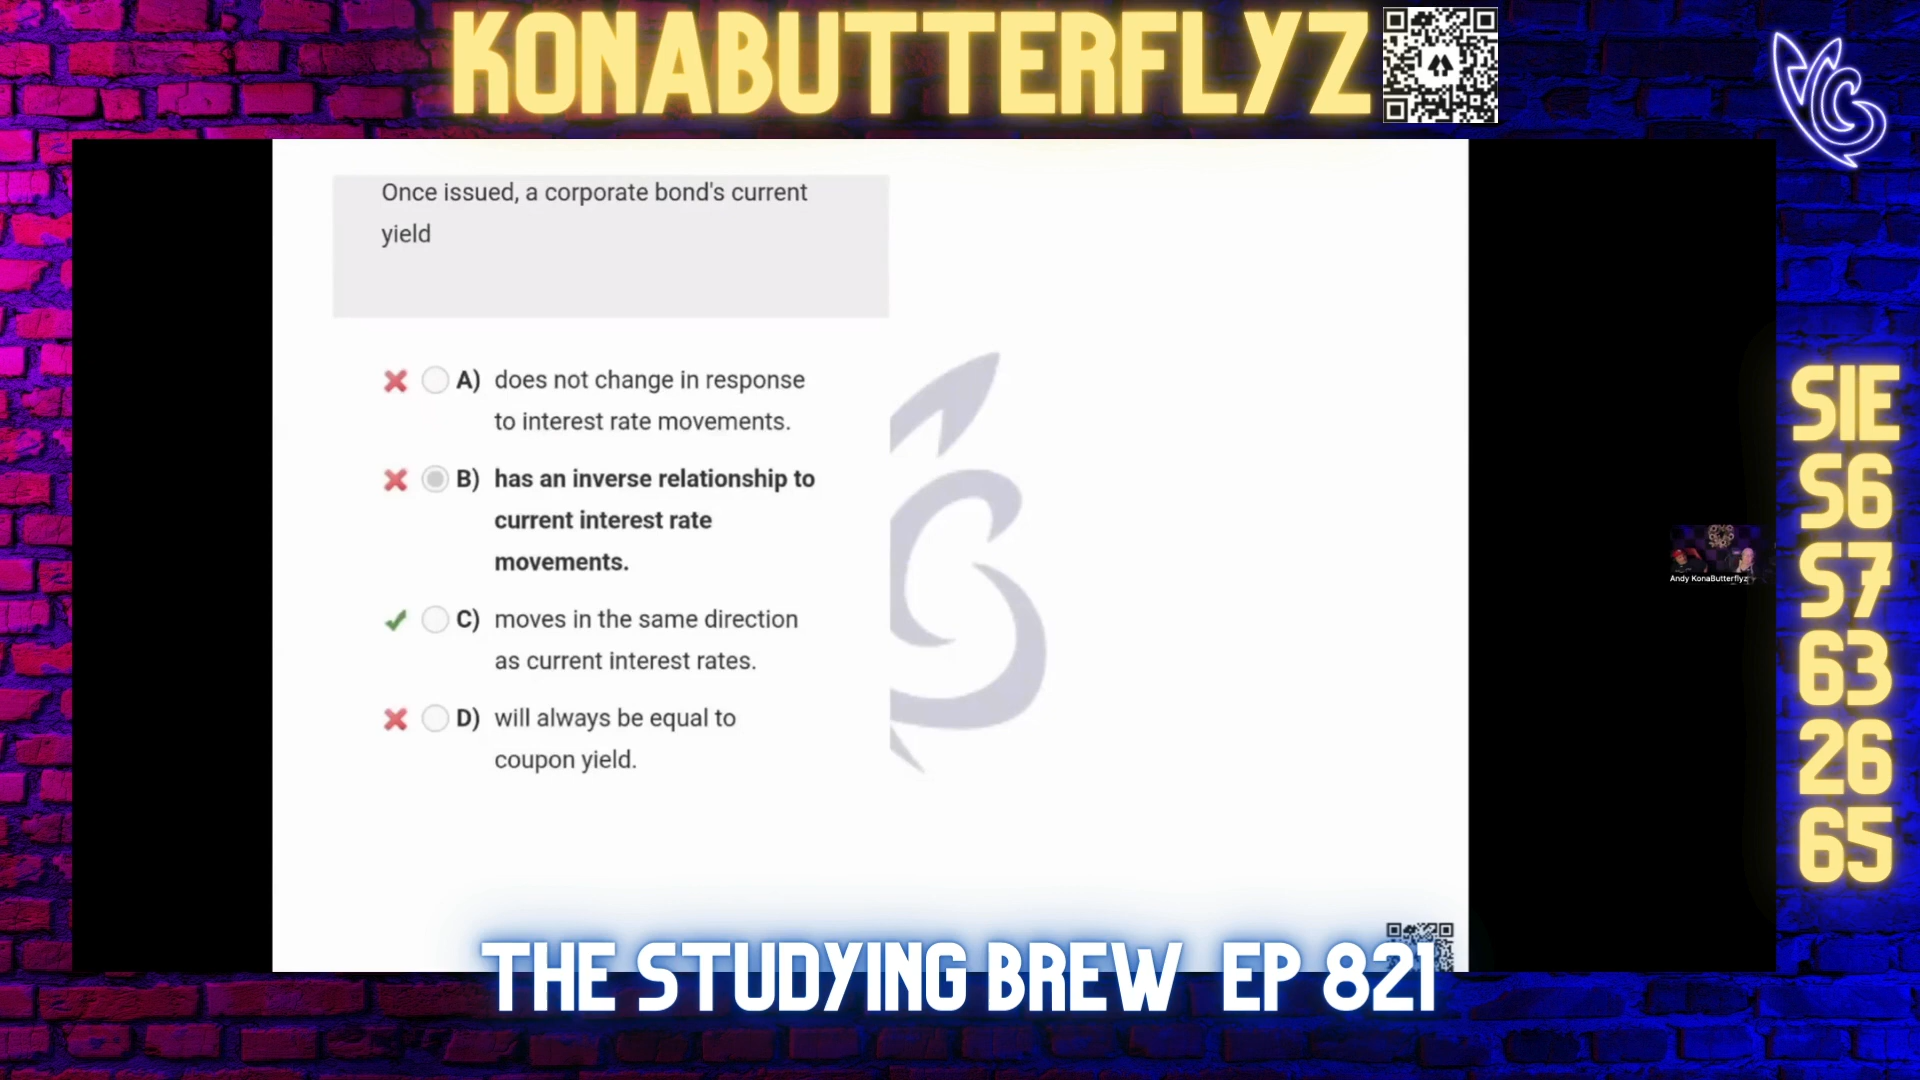 KONABUTTERFLYZ
Once issued, a corporate bond's current
yield
A) does not change in response
to interest rate movements.
B) has an inverse relationship to
current interest rate
movements.
C) moves in the same direction
as current interest rates.
D) will always be equal to
coupon yield.
SIE
S6
S7
63
26
65
Andy KonaButterflyz
THE STUDYING BREW EP 821